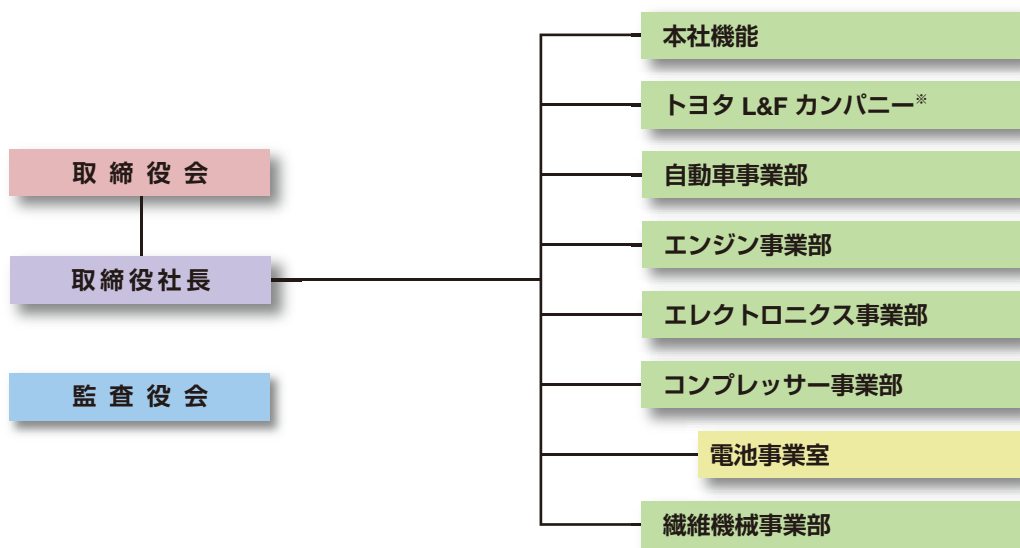 取締役会
取締役社長
監査役会
本社機能
トヨタ L&F カンパニー※
自動車事業部
エンジン事業部
エレクトロニクス事業部
コンプレッサー事業部
電池事業室
繊維機械事業部